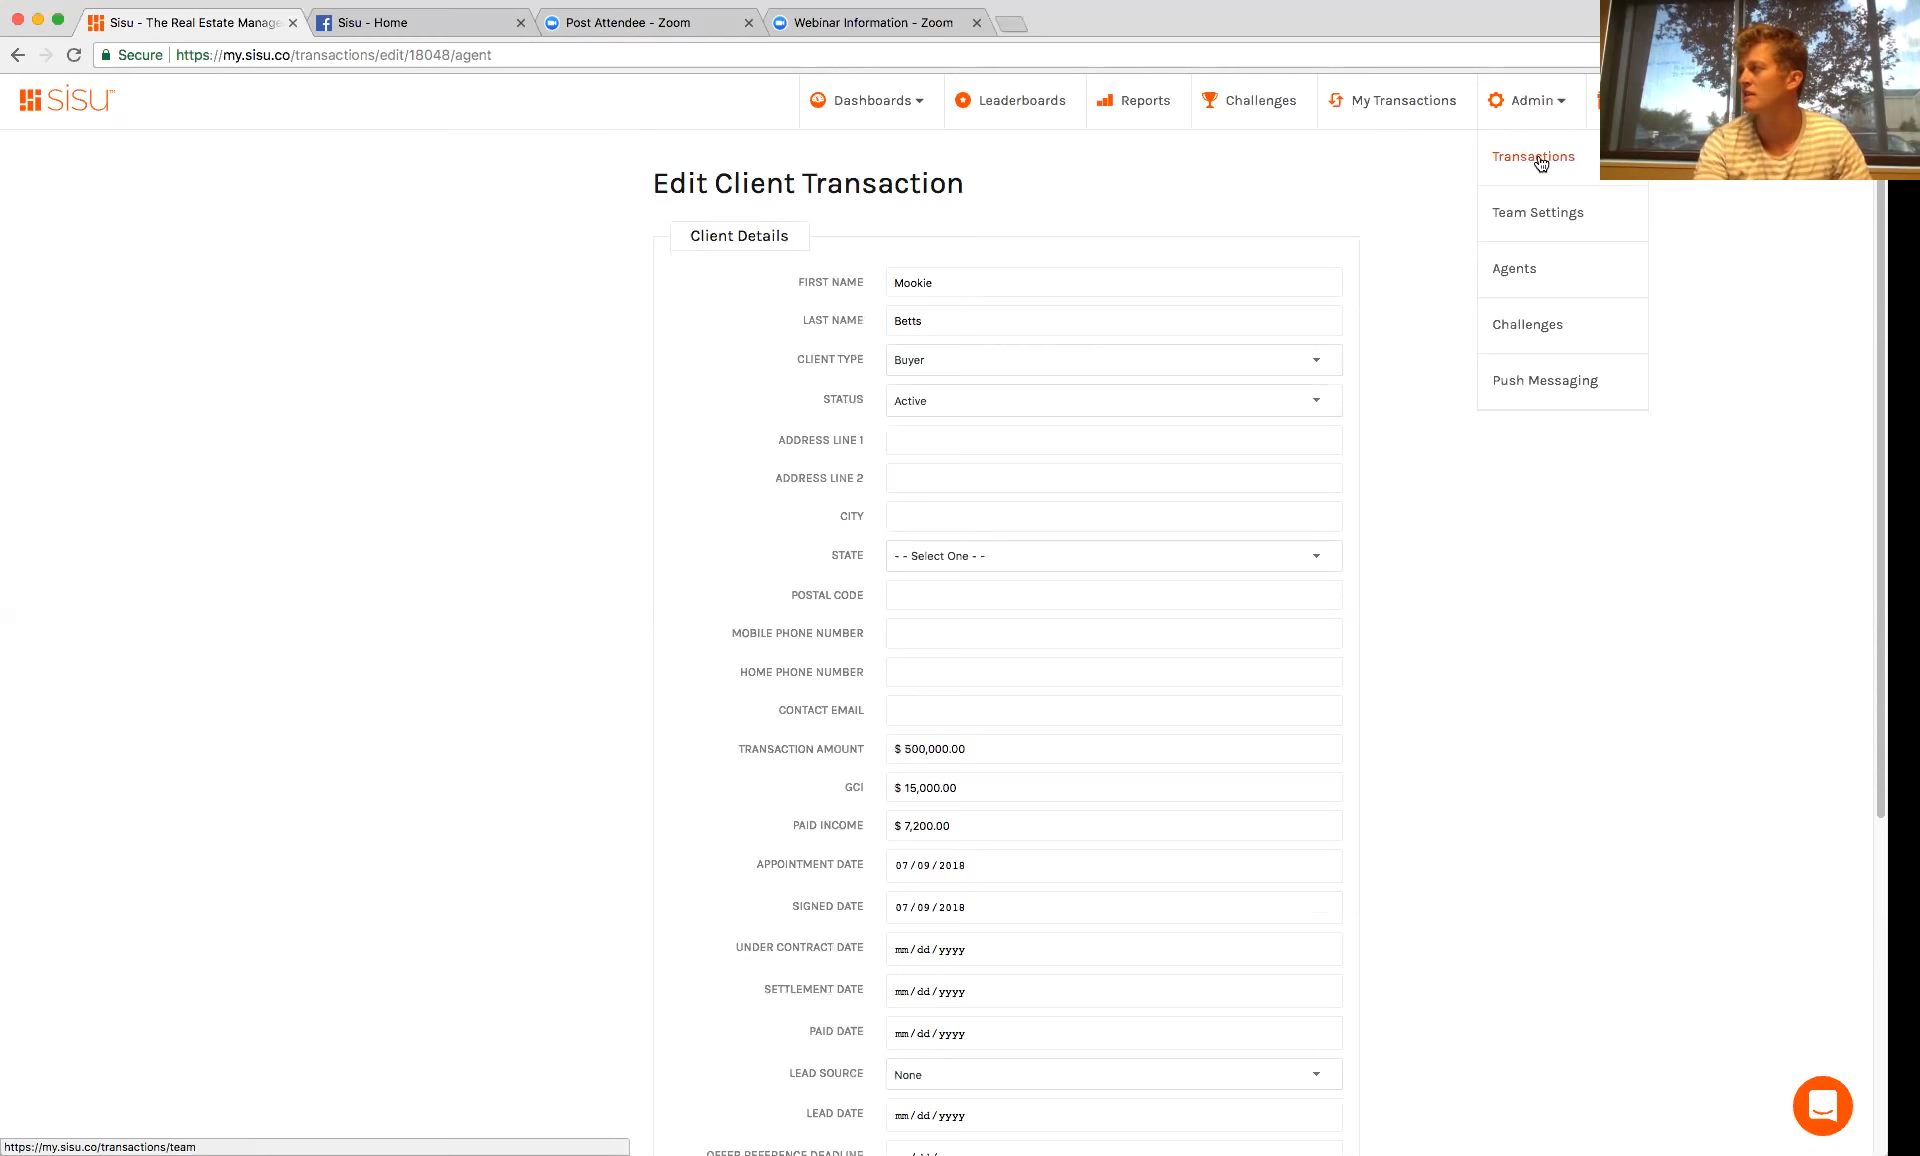 Sisu - The Real Estate Manage
Sisu - Home
Post Attendee - Zoom
Webinar Information - Zoom
Secure | https://my.sisu.co/transactions/edit/18048/agent
sisu™
Dashboards
Leaderboards
Reports
Challenges
My Transactions
Admin
Transactions
Team Settings
Agents
Challenges
Push Messaging
Edit Client Transaction
Client Details
FIRST NAME Mookie
LAST NAME Betts
CLIENT TYPE Buyer
STATUS Active
ADDRESS LINE 1
ADDRESS LINE 2
CITY
STATE - - Select One - -
POSTAL CODE
MOBILE PHONE NUMBER
HOME PHONE NUMBER
CONTACT EMAIL
TRANSACTION AMOUNT $ 500,000.00
GCI $ 15,000.00
PAID INCOME $ 7,200.00
APPOINTMENT DATE 07/09/2018
SIGNED DATE 07/09/2018
UNDER CONTRACT DATE mm/dd/yyyy
SETTLEMENT DATE mm/dd/yyyy
PAID DATE mm/dd/yyyy
LEAD SOURCE None
LEAD DATE mm/dd/yyyy
OFFER REFERENCE DEADLINE
https://my.sisu.co/transactions/team